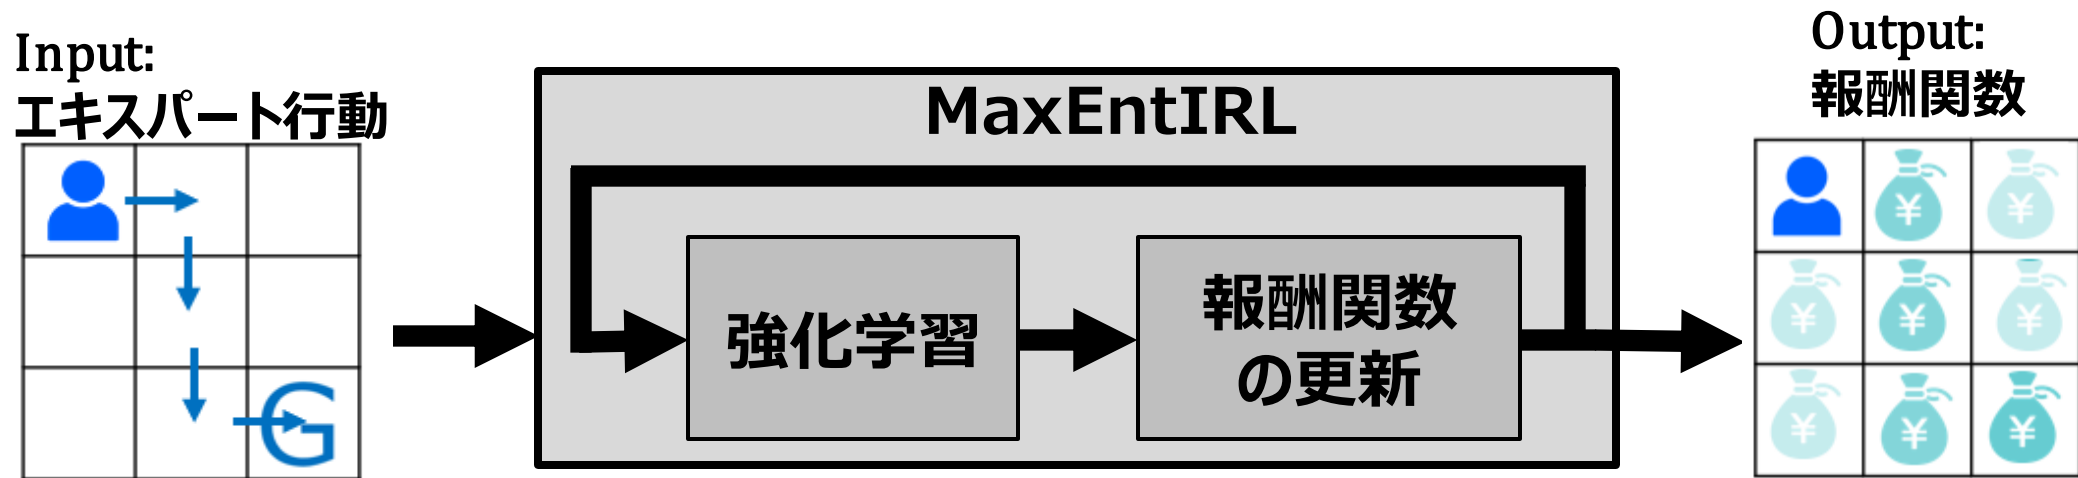 Input:
エキスパート行動
G
MaxEntIRL
強化学習
報酬関数
の更新
Output:
報酬関数
¥
¥
¥
¥
¥
¥
¥
¥